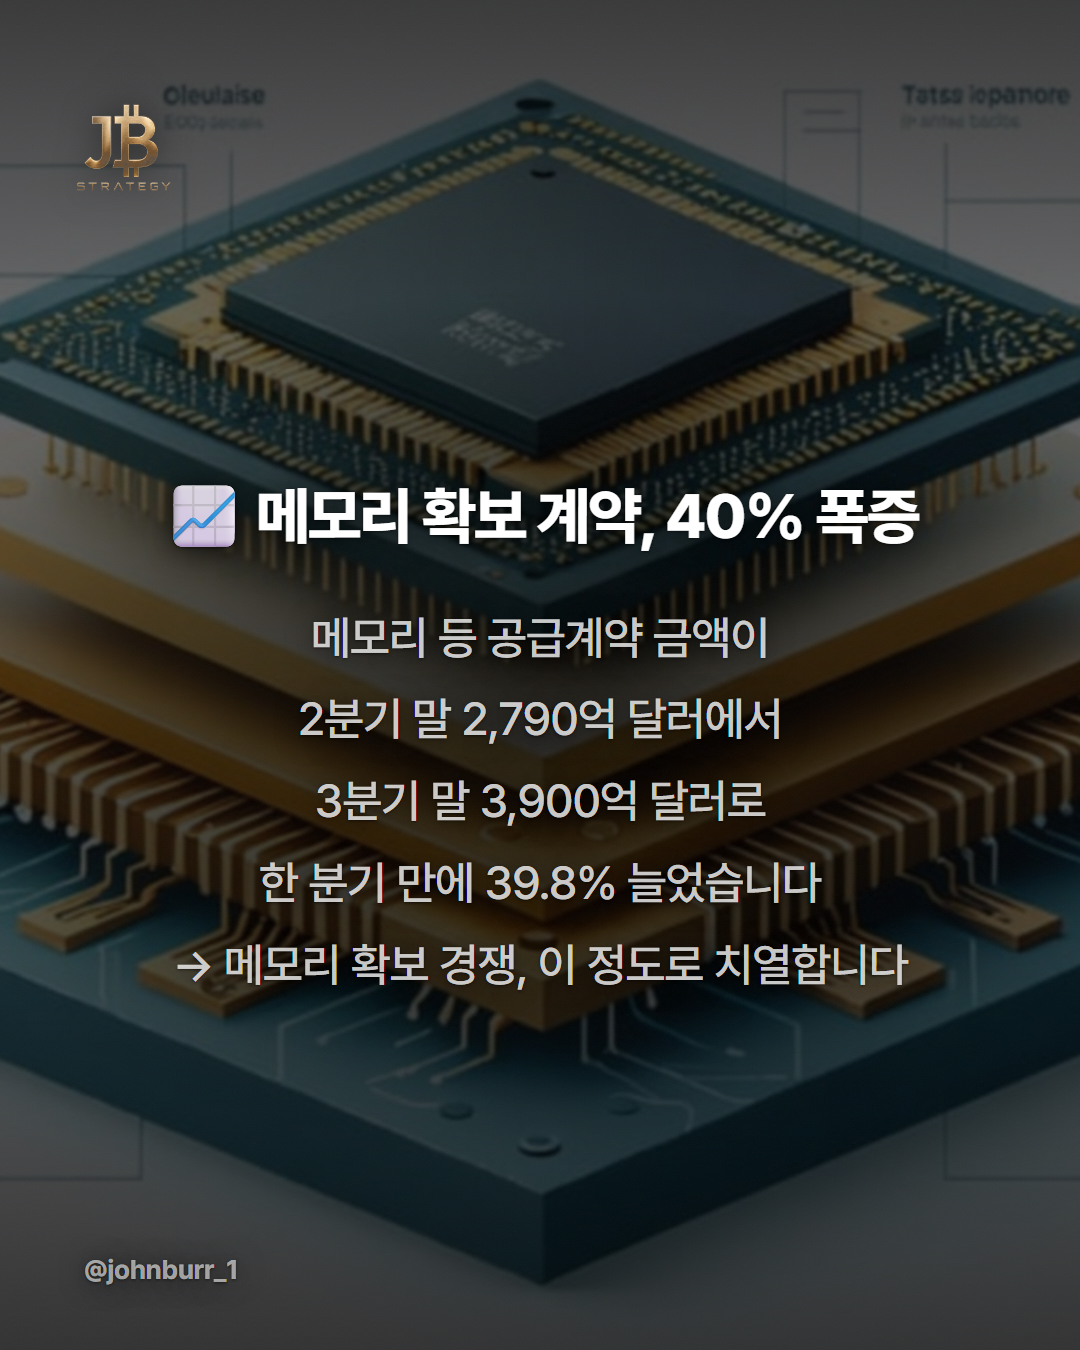 Oleulaise
JB
STRATEGY
Tatss lopanore
메모리 확보 계약, 40% 폭증
메모리 등 공급계약 금액이
2분기 말 2,790억 달러에서
3분기 말 3,900억 달러로
한 분기 만에 39.8% 늘었습니다
→ 메모리 확보 경쟁, 이 정도로 치열합니다
@johnburr_1